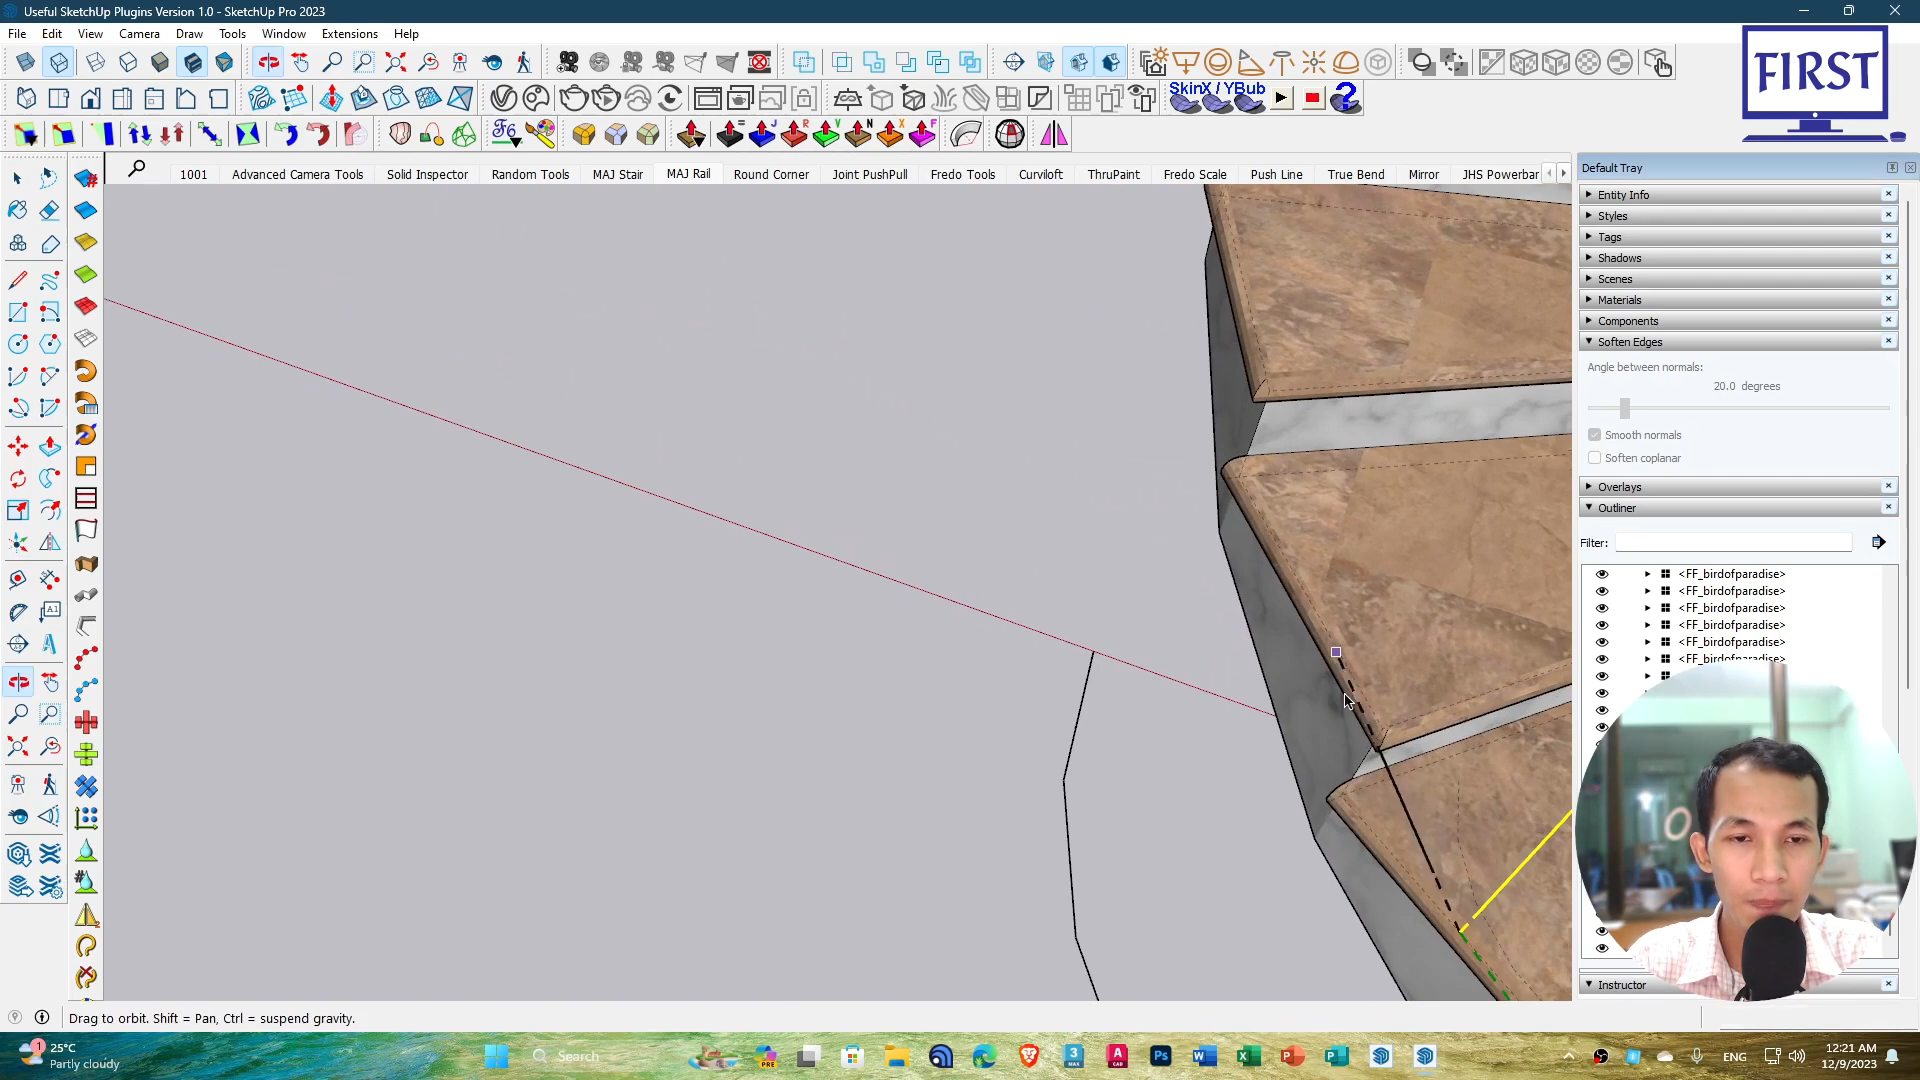 Useful SketchUp Plugins Version 1.0 - SketchUp Pro 2023
File Edit View Camera Draw Tools Window Extensions Help
FIRST
SkinX / YBub
1001 Advanced Camera Tools Solid Inspector Random Tools MAJ Stair MAJ Rail Round Corner Joint PushPull Fredo Tools Curviloft ThruPaint Fredo Scale Push Line True Bend Mirror JHS Powerbar
Default Tray
Entity Info
Styles
Tags
Shadows
Scenes
Materials
Components
Soften Edges
Angle between normals:
20.0 degrees
Smooth normals
Soften coplanar
Overlays
Outliner
Filter:
<FF_birdofparadise>
<FF_birdofparadise>
<FF_birdofparadise>
<FF_birdofparadise>
<FF_birdofparadise>
<FF_birdofparadise>
Instructor
Drag to orbit. Shift = Pan, Ctrl = suspend gravity.
25°C
Partly cloudy
Search
ENG
12:21 AM
12/9/2023